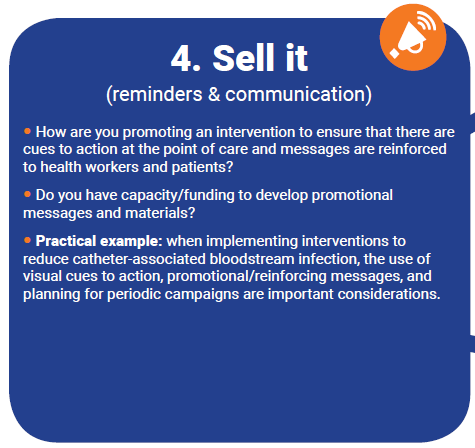 4. Sell it
(reminders & communication)
• How are you promoting an intervention to ensure that there are
cues to action at the point of care and messages are reinforced
to health workers and patients?
• Do you have capacity/funding to develop promotional
messages and materials?
• Practical example: when implementing interventions to
reduce catheter-associated bloodstream infection, the use of
visual cues to action, promotional/reinforcing messages, and
planning for periodic campaigns are important considerations.